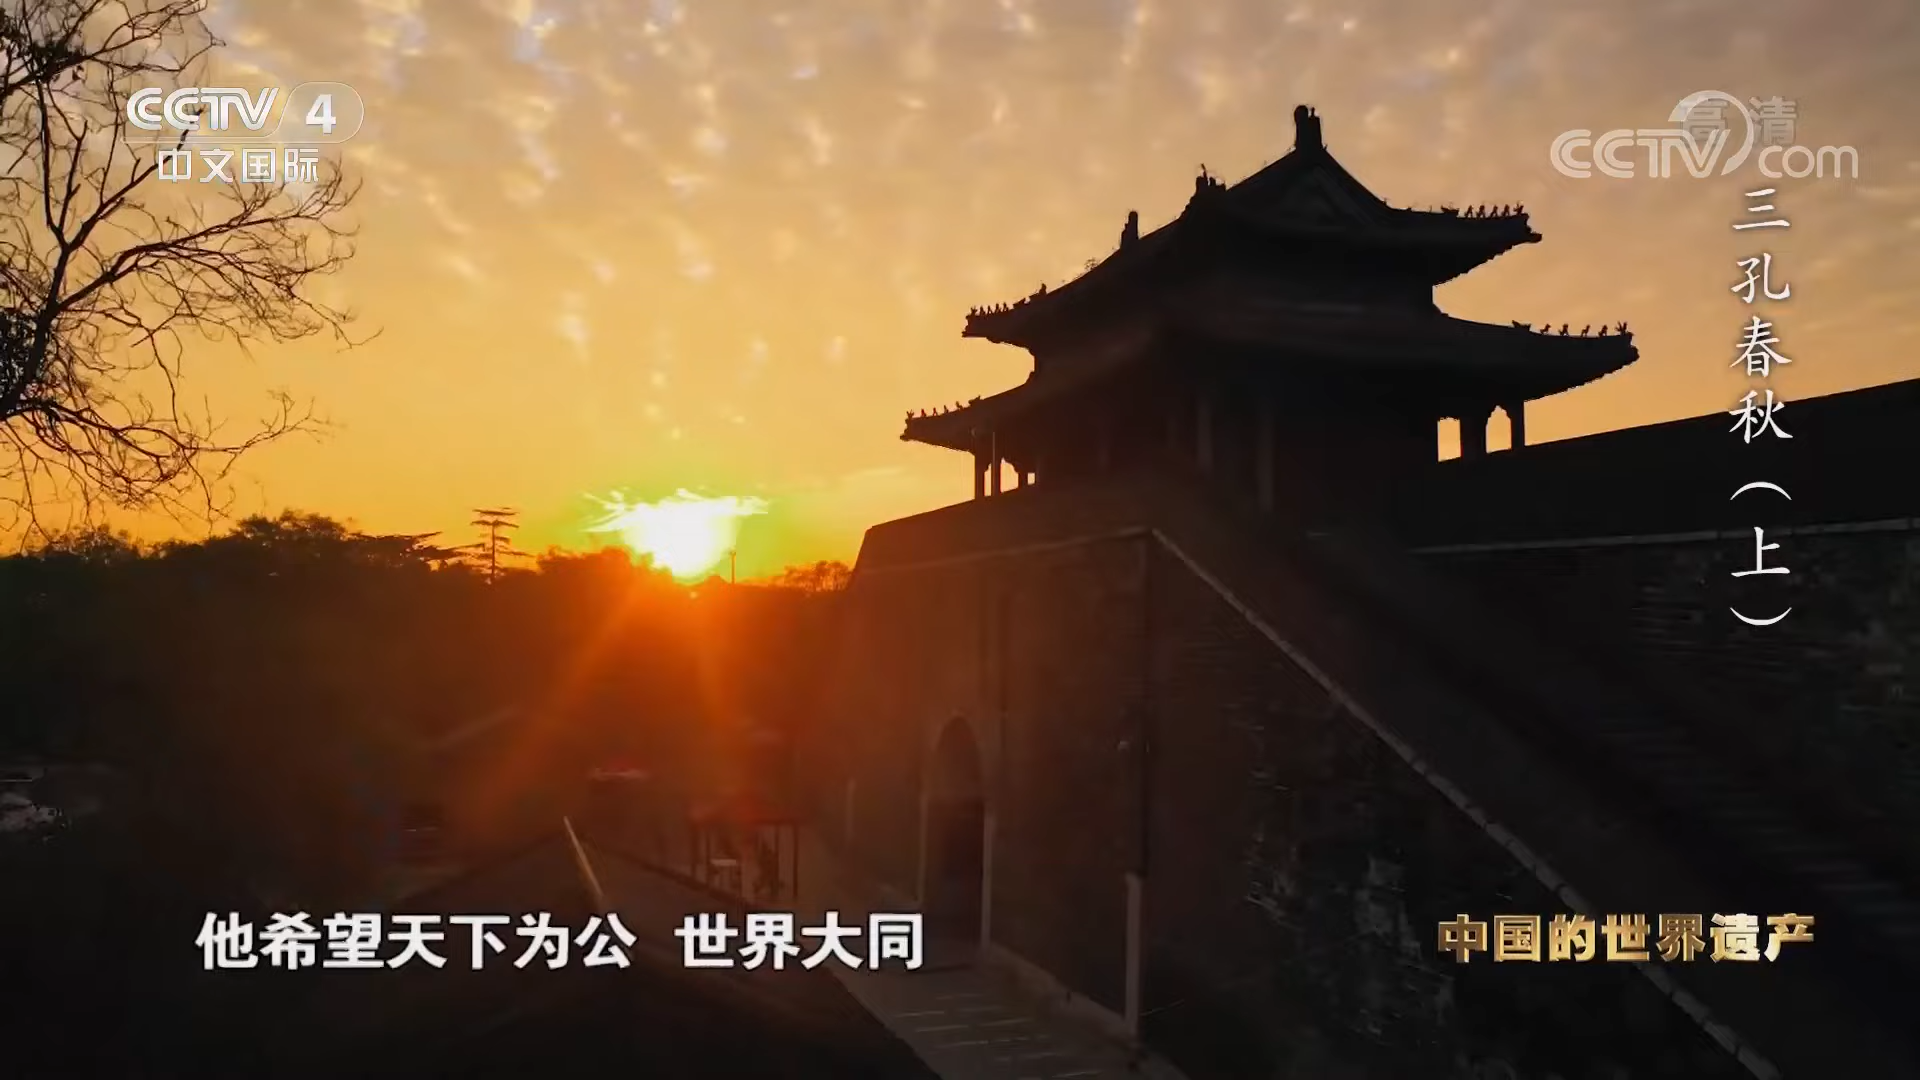 CCTV 4
中文国际
高清
CCTV.com
三孔春秋（上）
他希望天下为公 世界大同
中国的世界遗产